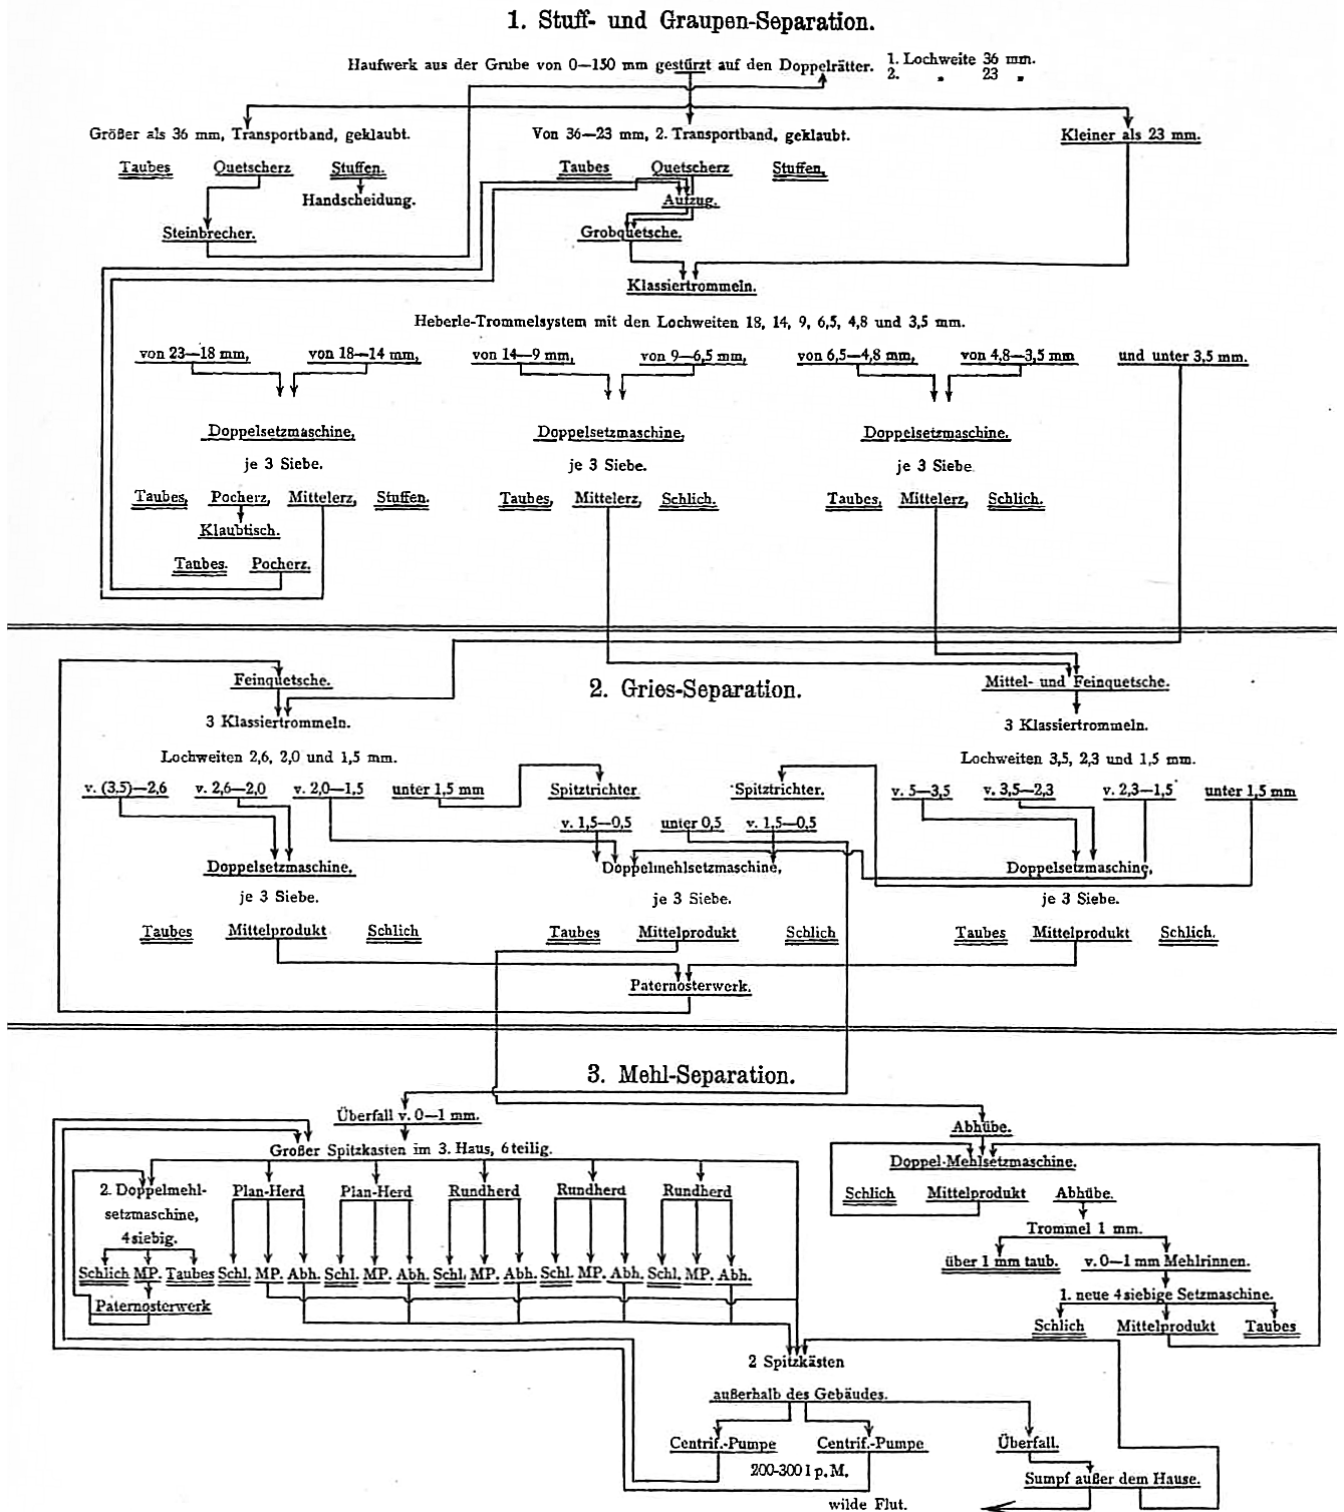 1. Stuff- und Graupen-Separation.
Haufwerk aus der Grube von 0—150 mm gestürzt auf den Doppelrätter. 1. Lochweite 36 mm.
2. „ 23 „
Größer als 36 mm, Transportband, geklaubt. Von 36—23 mm, 2. Transportband, geklaubt. Kleiner als 23 mm.
Taubes Quetscherz Stuffen. Taubes Quetscherz Stuffen,
Handscheidung. Aufzug.
Steinbrecher. Grobquetsche.
Klassiertrommeln.
Heberle-Trommelsystem mit den Lochweiten 18, 14, 9, 6,5, 4,8 und 3,5 mm.
von 23—18 mm, von 18—14 mm, von 14—9 mm, von 9—6,5 mm, von 6,5—4,8 mm, von 4,8—3,5 mm und unter 3,5 mm.
Doppelsetzmaschine, Doppelsetzmaschine, Doppelsetzmaschine.
je 3 Siebe. je 3 Siebe. je 3 Siebe
Taubes, Pocherz, Mittelerz, Stuffen. Taubes, Mittelerz, Schlich. Taubes, Mittelerz, Schlich.
Klaubtisch.
Taubes. Pocherz.
2. Gries-Separation.
Feinquetsche. Mittel- und Feinquetsche.
3 Klassiertrommeln. 3 Klassiertrommeln.
Lochweiten 2,6, 2,0 und 1,5 mm. Lochweiten 3,5, 2,3 und 1,5 mm.
v. (3,5)—2,6 v. 2,6—2,0 v. 2,0—1,5 unter 1,5 mm Spitztrichter Spitztrichter. v. 5—3,5 v. 3,5—2,3 v. 2,3—1,5 unter 1,5 mm
v. 1,5—0,5 unter 0,5 v. 1,5—0,5
Doppelsetzmaschine, Doppelmehlsetzmaschine, Doppelsetzmaschine,
je 3 Siebe. je 3 Siebe. je 3 Siebe.
Taubes Mittelprodukt Schlich Taubes Mittelprodukt Schlich Taubes Mittelprodukt Schlich.
Paternosterwerk.
3. Mehl-Separation.
Überfall v. 0—1 mm. Abhübe.
Großer Spitzkasten im 3. Haus, 6teilig. Doppel-Mehlsetzmaschine.
2. Doppelmehl- Plan-Herd Plan-Herd Rundherd Rundherd Rundherd Schlich Mittelprodukt Abhübe.
setzmaschine, Trommel 1 mm.
4siebig.
Schlich MP. Taubes Schl. MP. Abh. Schl. MP. Abh. Schl. MP. Abh. Schl. MP. Abh. Schl. MP. Abh. über 1 mm taub. v. 0—1 mm Mehlrinnen.
Paternosterwerk 1. neue 4siebige Setzmaschine.
Schlich Mittelprodukt Taubes
2 Spitzkästen
außerhalb des Gebäudes.
Centrif.-Pumpe Centrif.-Pumpe Überfall.
200-300 l p. M. Sumpf außer dem Hause.
wilde Flut.